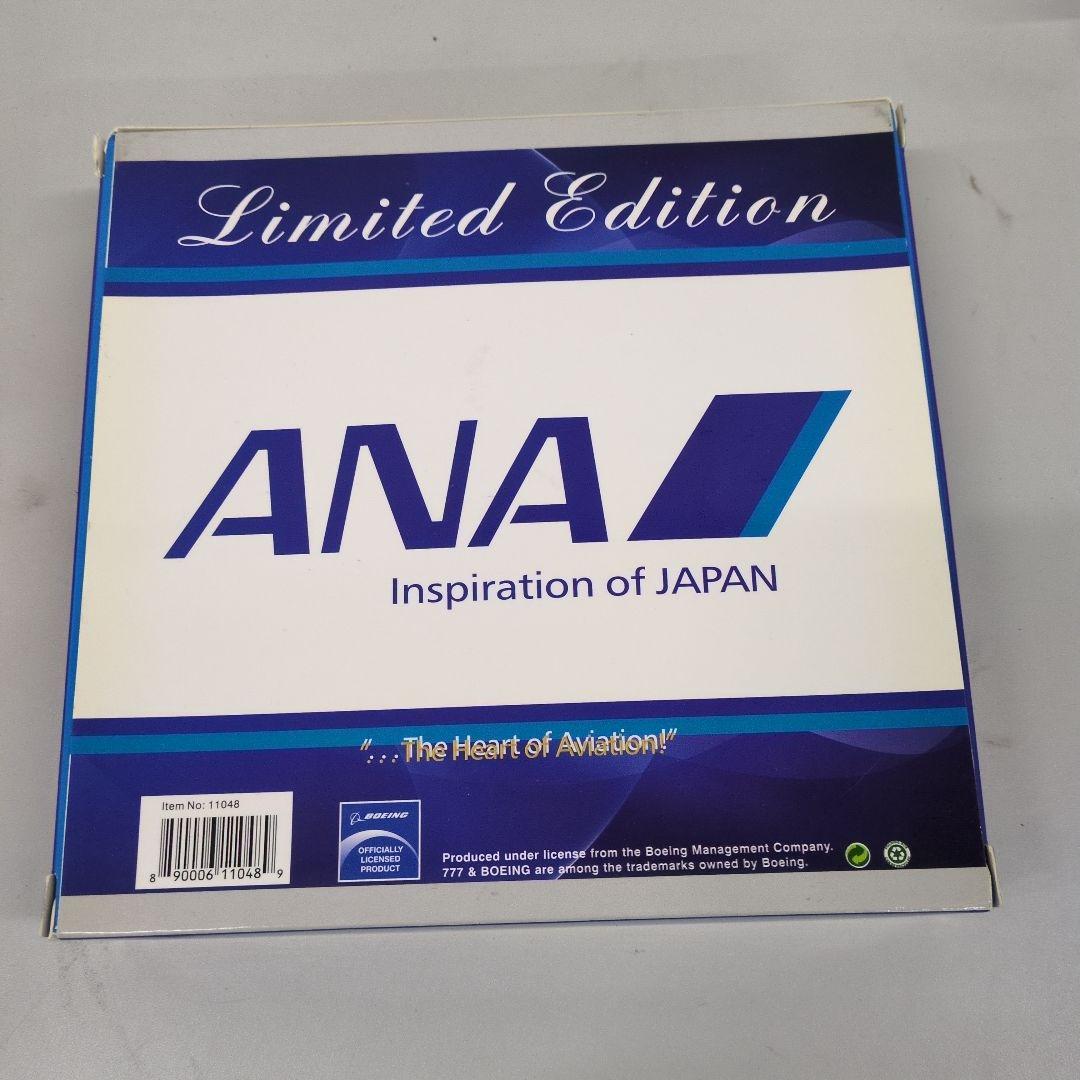 Limited Edition
ANA
Inspiration of JAPAN
"...The Heart of Aviation!"
Item No: 11048
8 90006 11048 9
BOEING
OFFICIALLY
LICENSED
PRODUCT
Produced under license from the Boeing Management Company.
777 & BOEING are among the trademarks owned by Boeing.